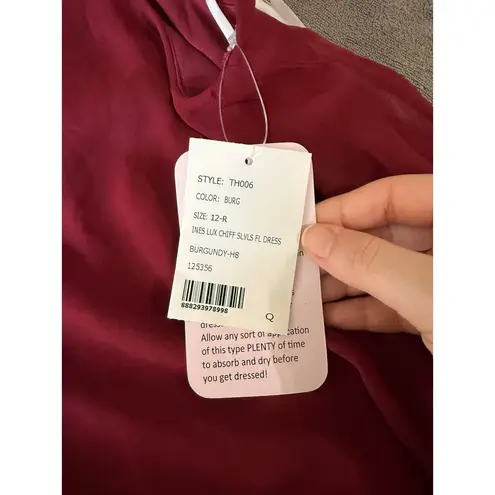 STYLE: TH006
COLOR: BURG
SIZE: 12-R
INES LUX CHIFF SLVLS FL DRESS
BURGUNDY-H8
125356
888293978998
Q
dress
Allow any sort of application
of this type PLENTY of time
to absorb and dry before
you get dressed!